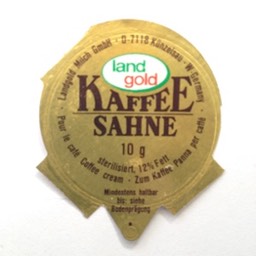 Landgold Milch GmbH · D-7118 Künzelsau · W. Germany
land
gold
KAFFEE
SAHNE
10 g
sterilisiert, 12% Fett
Pour le café Coffee cream - Zum Kaffee Panna per caffè
Mindestens haltbar
bis: siehe
Bodenprägung